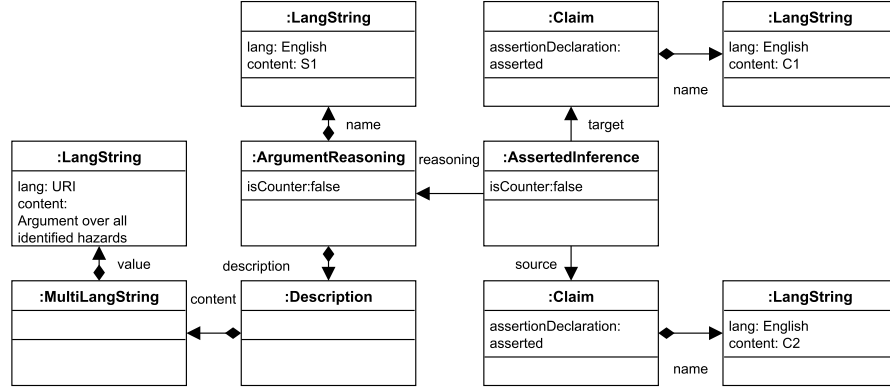 :LangString
lang: English
content: S1
:Claim
assertionDeclaration:
asserted
:LangString
lang: English
content: C1
name
name
target
:LangString
lang: URI
content:
Argument over all
identified hazards
:ArgumentReasoning
isCounter:false
reasoning
:AssertedInference
isCounter:false
value
description
source
:MultiLangString
content
:Description
:Claim
assertionDeclaration:
asserted
:LangString
lang: English
content: C2
name